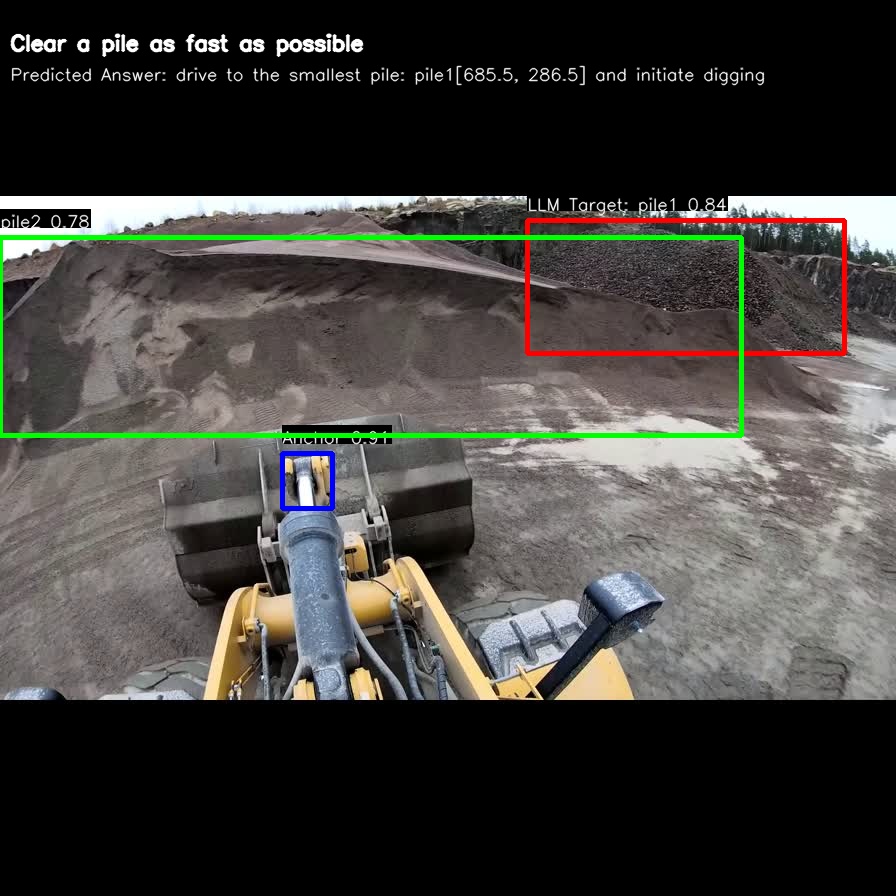 Clear a pile as fast as possible
Predicted Answer: drive to the smallest pile: pile1[685.5, 286.5] and initiate digging
LLM Target: pile1 0.84
pile2 0.78
Anchor 0.91